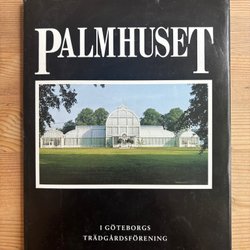 PALMHUSET
I GÖTEBORGS
TRÄDGÅRDSFÖRENING